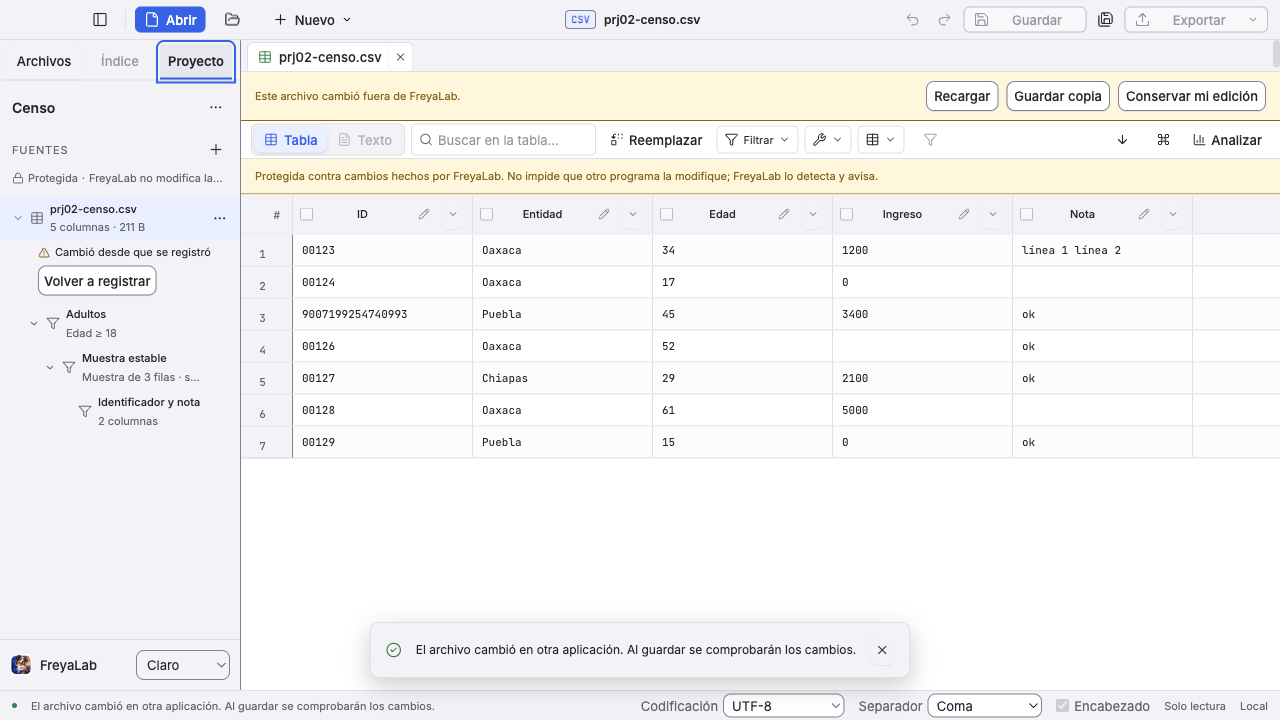 Abrir
Nuevo
CSV prj02-censo.csv
Guardar
Exportar
Archivos Índice Proyecto
prj02-censo.csv
Censo
Este archivo cambió fuera de FreyaLab.
Recargar Guardar copia Conservar mi edición
FUENTES
Protegida · FreyaLab no modifica la...
prj02-censo.csv
5 columnas · 211 B
Cambió desde que se registró
Volver a registrar
Adultos
Edad ≥ 18
Muestra estable
Muestra de 3 filas · s...
Identificador y nota
2 columnas
Tabla Texto Buscar en la tabla... Reemplazar Filtrar Analizar
Protegida contra cambios hechos por FreyaLab. No impide que otro programa la modifique; FreyaLab lo detecta y avisa.
# ID Entidad Edad Ingreso Nota
1 00123 Oaxaca 34 1200 línea 1 línea 2
2 00124 Oaxaca 17 0
3 9007199254740993 Puebla 45 3400 ok
4 00126 Oaxaca 52 ok
5 00127 Chiapas 29 2100 ok
6 00128 Oaxaca 61 5000
7 00129 Puebla 15 0 ok
El archivo cambió en otra aplicación. Al guardar se comprobarán los cambios.
FreyaLab Claro
El archivo cambió en otra aplicación. Al guardar se comprobarán los cambios.
Codificación UTF-8 Separador Coma Encabezado Solo lectura Local